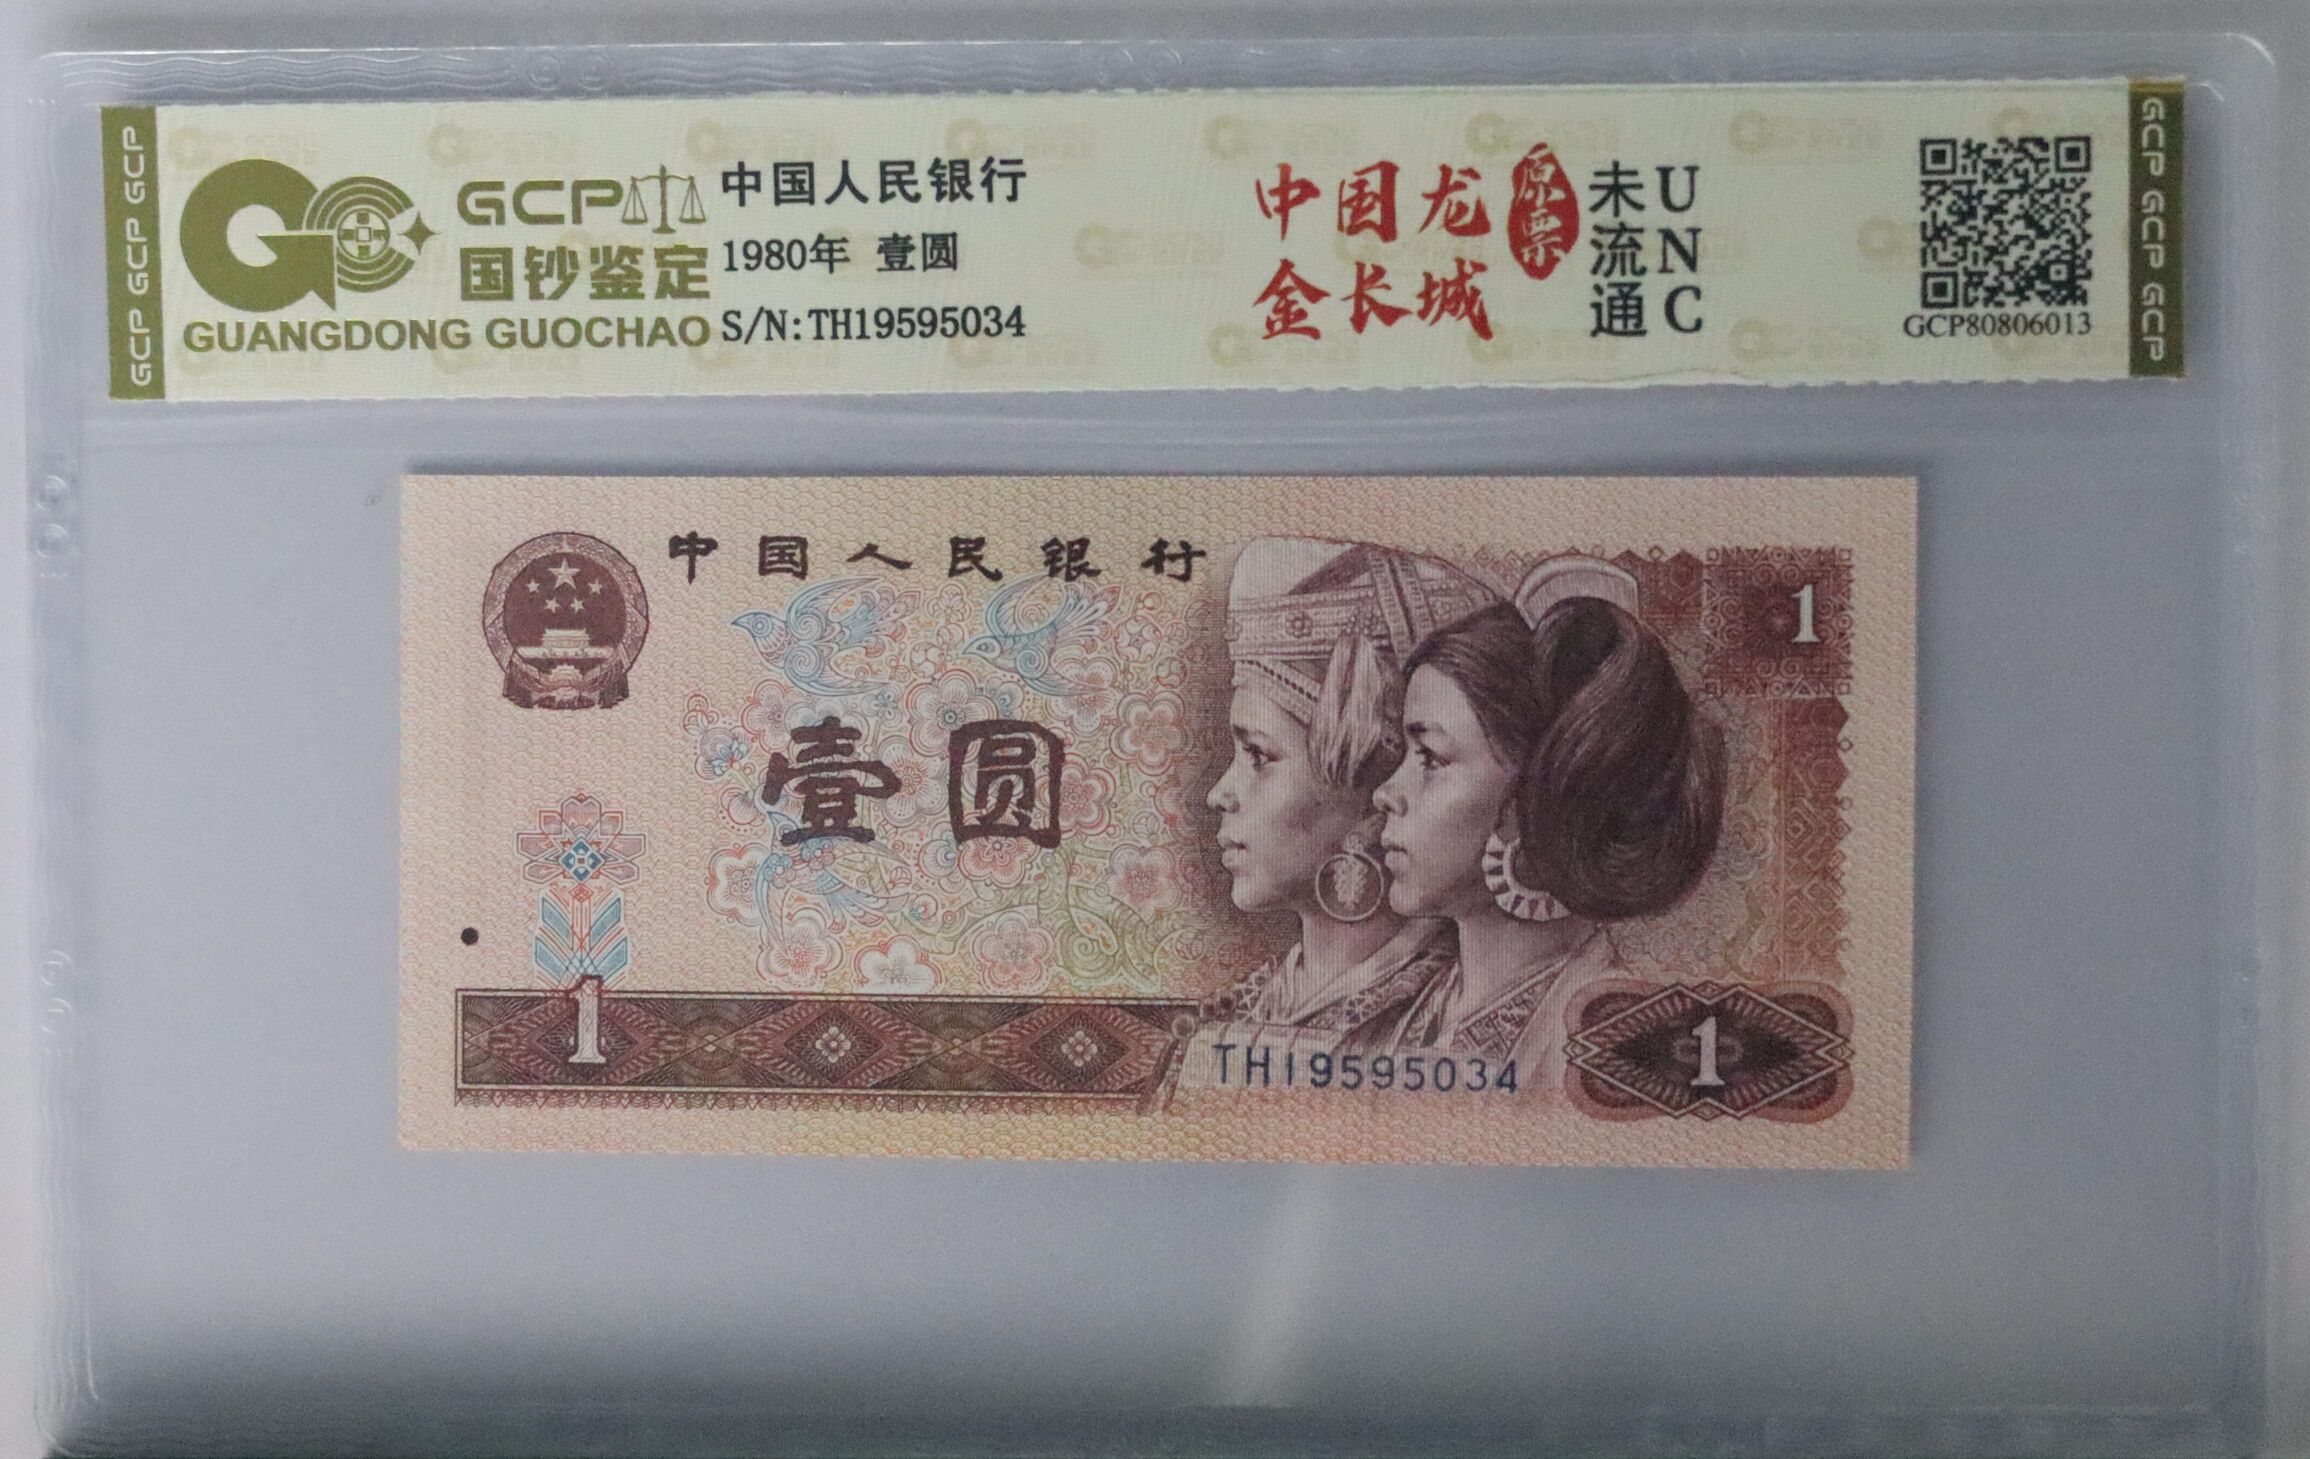 GCP GCP GCP
GCP
国钞鉴定
GUANGDONG GUOCHAO
中国人民银行
1980年 壹圆
S/N:TH19595034
中国龙
金长城
原票
未流通
UNC
GCP80806013
GCP GCP GCP
中国人民银行
1
壹圆
1
TH19595034
1